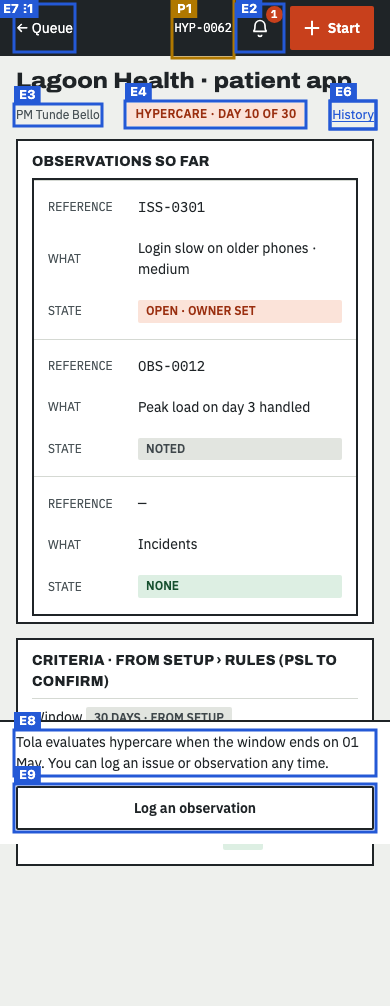 E7 E1
P1
E2
← Queue
HYP-0062
1
+ Start
Lagoon Health · patient app
E3
E4
E6
PM Tunde Bello
HYPERCARE · DAY 10 OF 30
History
OBSERVATIONS SO FAR
REFERENCE
ISS-0301
WHAT
Login slow on older phones ·
medium
STATE
OPEN · OWNER SET
REFERENCE
OBS-0012
WHAT
Peak load on day 3 handled
STATE
NOTED
REFERENCE
—
WHAT
Incidents
STATE
NONE
CRITERIA · FROM SETUP › RULES (PSL TO
CONFIRM)
Window
30 DAYS · FROM SETUP
E8
Tola evaluates hypercare when the window ends on 01
May. You can log an issue or observation any time.
E9
Log an observation